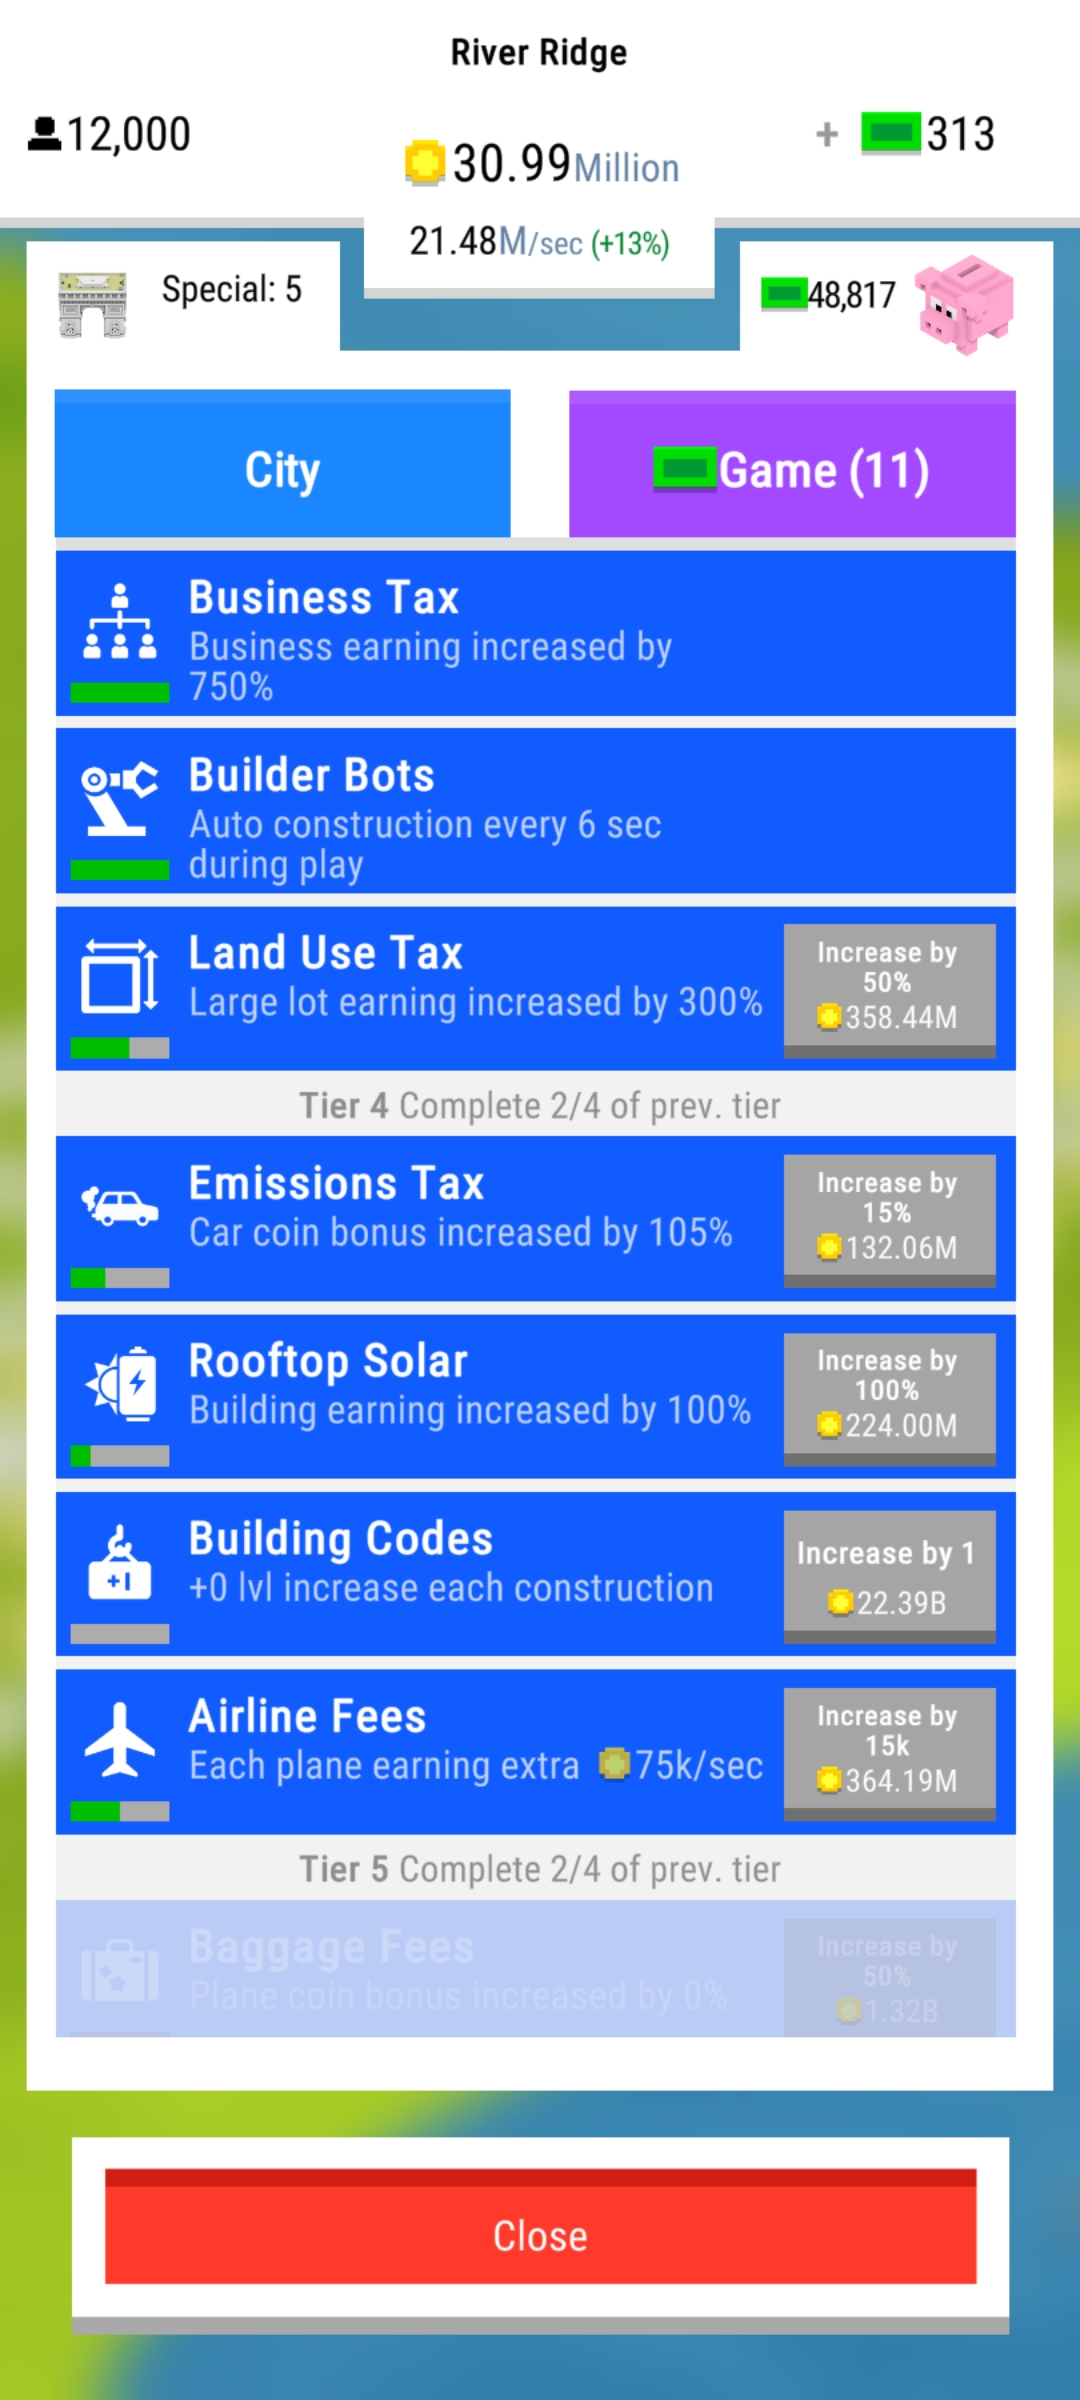 River Ridge
12,000
30.99Million
+ 313
21.48M/sec (+13%)
Special: 5
48,817
City
Game (11)
Business Tax
Business earning increased by
750%
Builder Bots
Auto construction every 6 sec
during play
Land Use Tax
Large lot earning increased by 300%
Increase by
50%
358.44M
Tier 4 Complete 2/4 of prev. tier
Emissions Tax
Car coin bonus increased by 105%
Increase by
15%
132.06M
Rooftop Solar
Building earning increased by 100%
Increase by
100%
224.00M
Building Codes
+0 lvl increase each construction
+1
Increase by 1
22.39B
Airline Fees
Each plane earning extra 75k/sec
Increase by
15k
364.19M
Tier 5 Complete 2/4 of prev. tier
Baggage Fees
Plane coin bonus increased by 0%
Increase by
50%
1.32B
Close